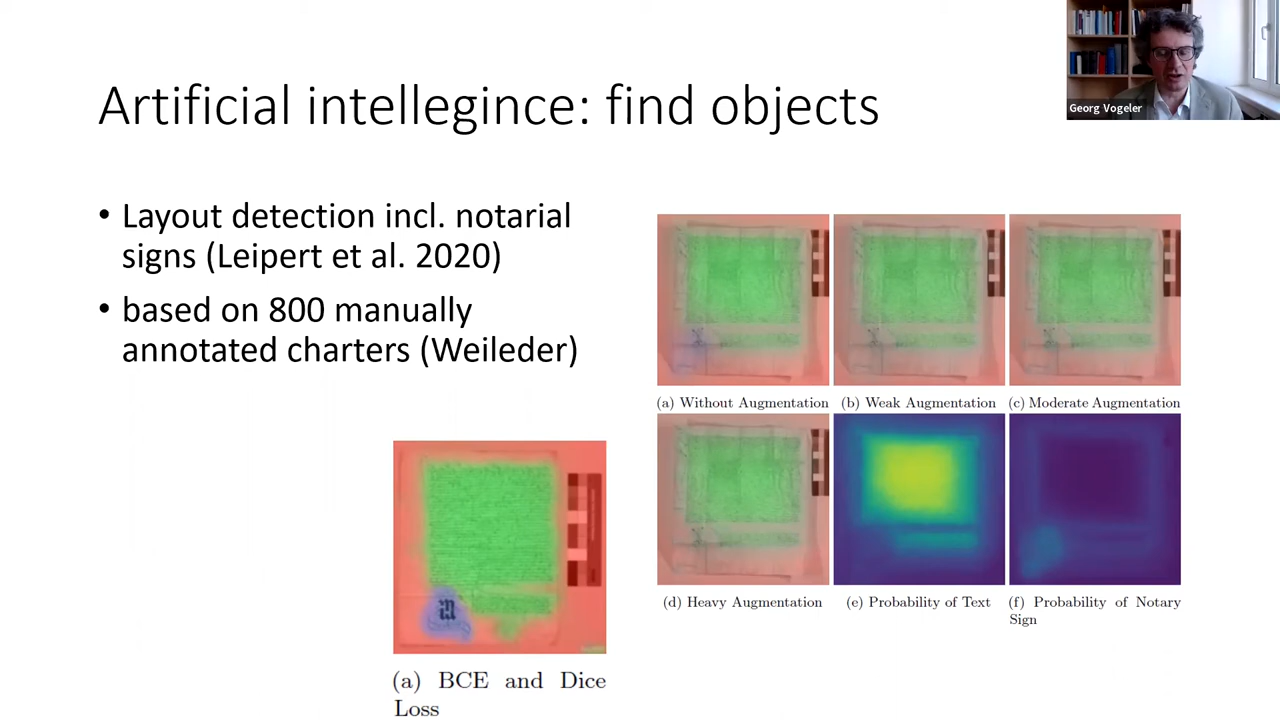 Georg Vogeler
Artificial intellegince: find objects
• Layout detection incl. notarial
signs (Leipert et al. 2020)
• based on 800 manually
annotated charters (Weileder)
(a) Without Augmentation
(b) Weak Augmentation
(c) Moderate Augmentation
(d) Heavy Augmentation
(e) Probability of Text
(f) Probability of Notary
Sign
(a) BCE and Dice
Loss